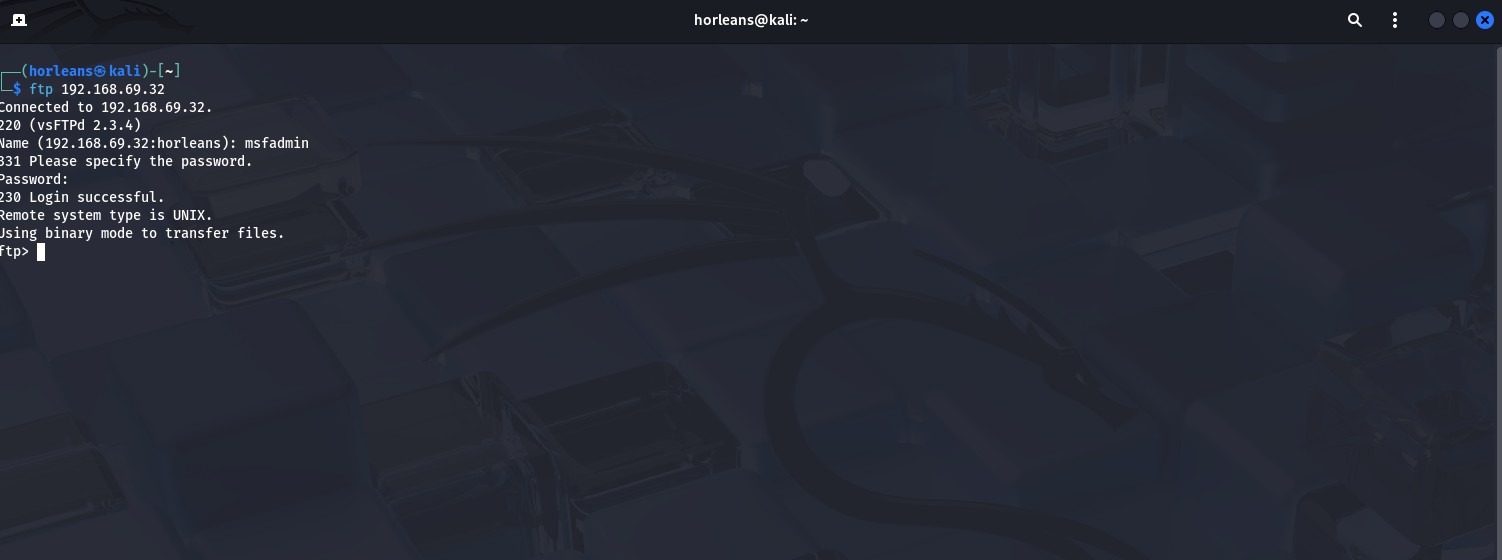 horleans@kali: ~
┌──(horleans㉿kali)-[~]
└─$ ftp 192.168.69.32
Connected to 192.168.69.32.
220 (vsFTPd 2.3.4)
Name (192.168.69.32:horleans): msfadmin
331 Please specify the password.
Password:
230 Login successful.
Remote system type is UNIX.
Using binary mode to transfer files.
ftp>